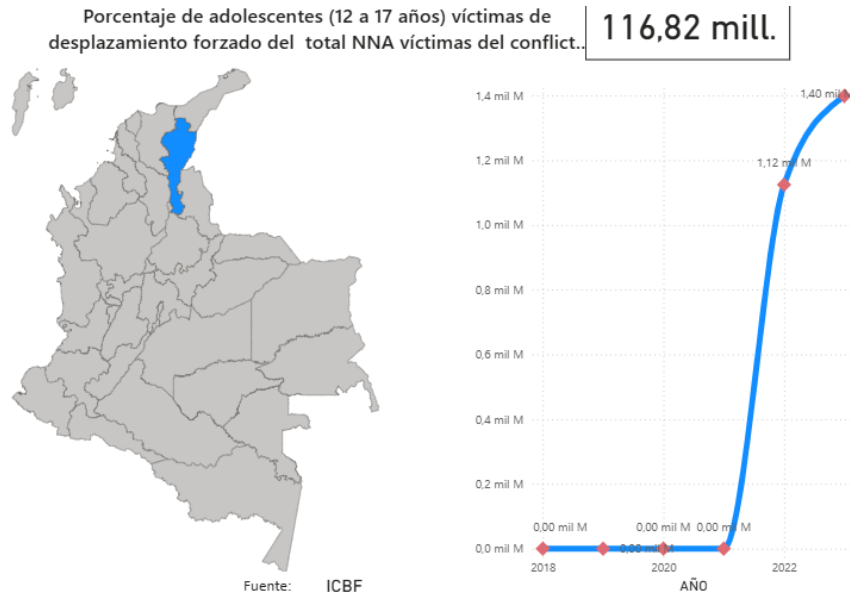 Porcentaje de adolescentes (12 a 17 años) víctimas de
desplazamiento forzado del total NNA víctimas del conflict..
116,82 mill.
1,4 mil M
1,40 mil M
1,2 mil M
1,12 mil M
1,0 mil M
0,8 mil M
0,6 mil M
0,4 mil M
0,2 mil M
0,00 mil M
0,00 mil M
0,00 mil M
0,0 mil M
0,00 mil M
2018
2020
2022
AÑO
Fuente: ICBF